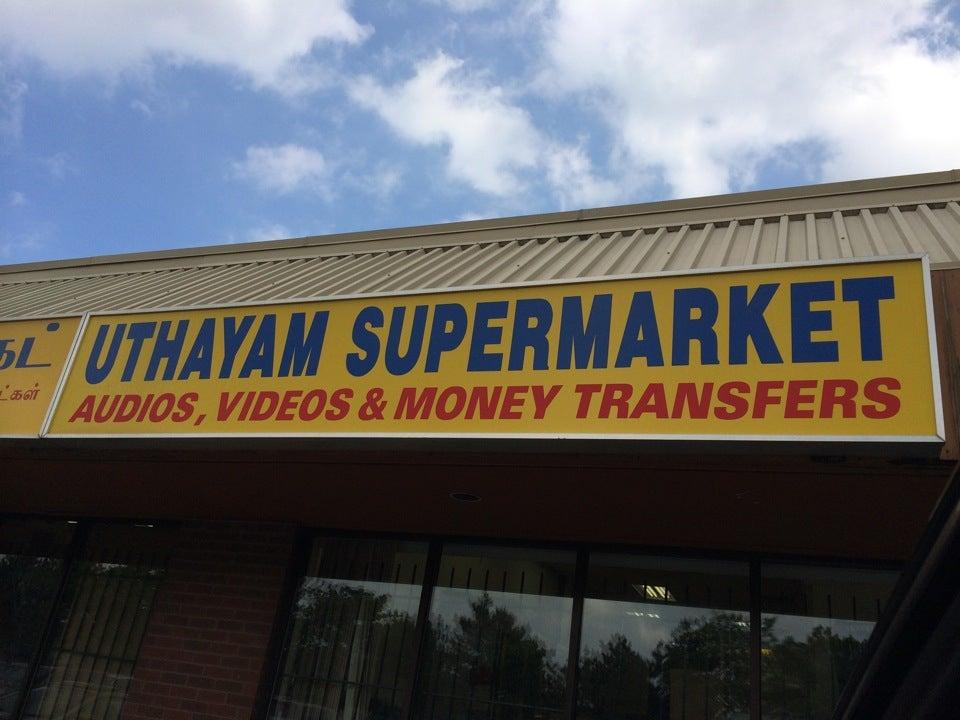 UTHAYAM SUPERMARKET
AUDIOS, VIDEOS & MONEY TRANSFERS